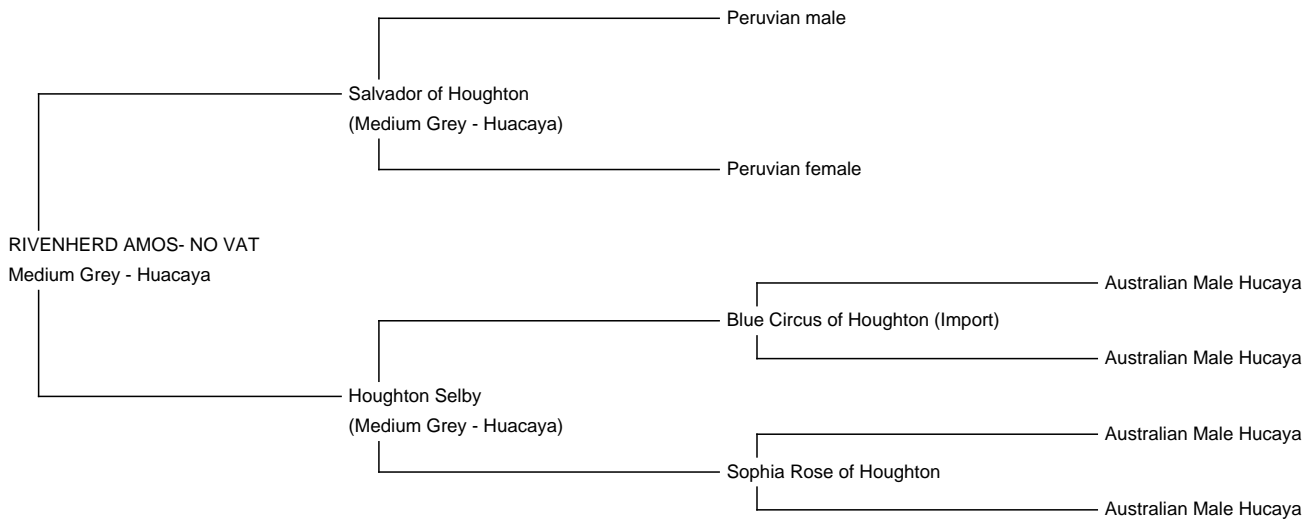 Peruvian male
Salvador of Houghton
(Medium Grey - Huacaya)
Peruvian female
RIVENHERD AMOS- NO VAT
Medium Grey - Huacaya
Australian Male Hucaya
Blue Circus of Houghton (Import)
Australian Male Hucaya
Houghton Selby
(Medium Grey - Huacaya)
Australian Male Hucaya
Sophia Rose of Houghton
Australian Male Hucaya